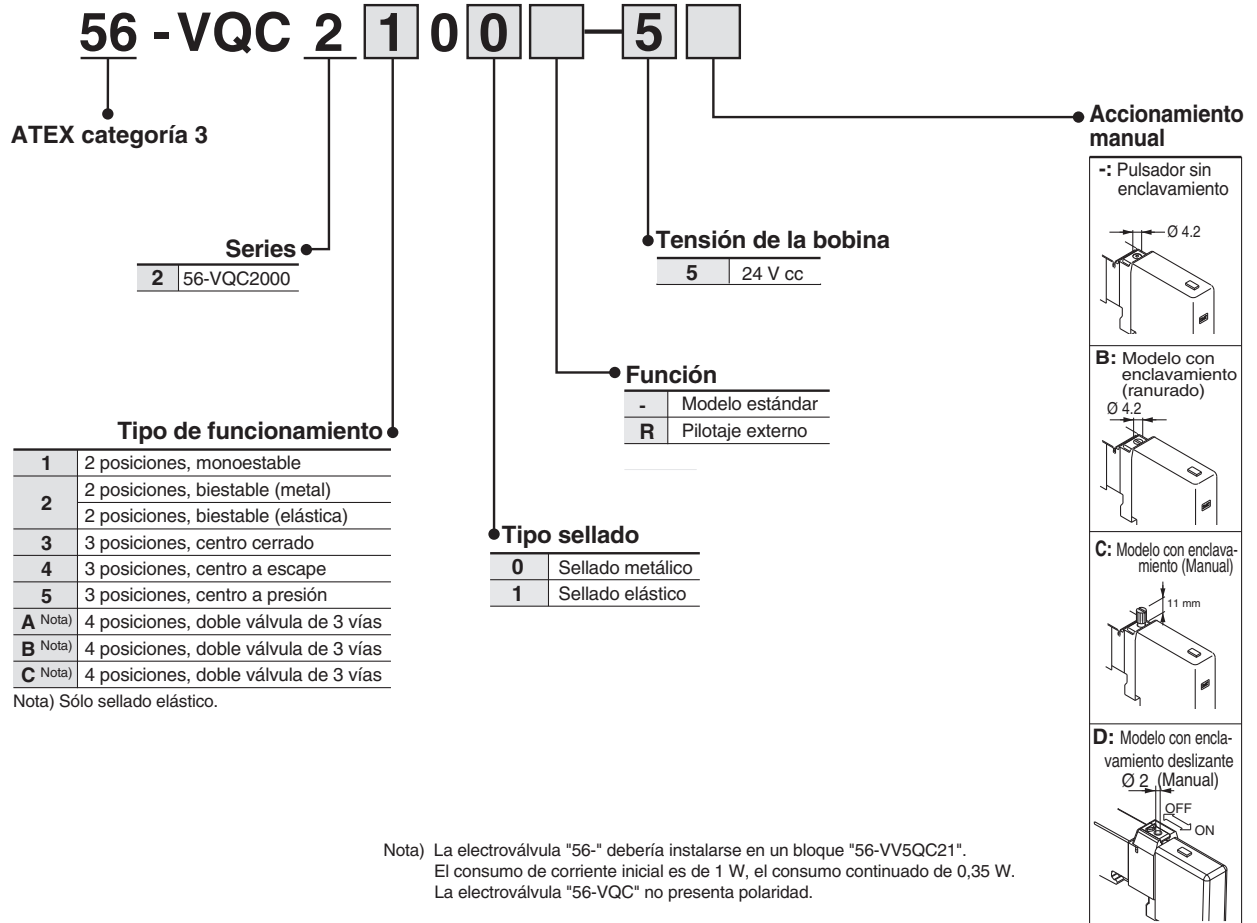 56 - VQC 2 1 0 0 — 5
ATEX categoría 3
Series
2 56-VQC2000
Tipo de funcionamiento
1 2 posiciones, monoestable
2 2 posiciones, biestable (metal)
2 posiciones, biestable (elástica)
3 3 posiciones, centro cerrado
4 3 posiciones, centro a escape
5 3 posiciones, centro a presión
A Nota) 4 posiciones, doble válvula de 3 vías
B Nota) 4 posiciones, doble válvula de 3 vías
C Nota) 4 posiciones, doble válvula de 3 vías
Nota) Sólo sellado elástico.
Tipo sellado
0 Sellado metálico
1 Sellado elástico
Función
- Modelo estándar
R Pilotaje externo
Tensión de la bobina
5 24 V cc
Accionamiento
manual
-: Pulsador sin
enclavamiento
Ø 4.2
B: Modelo con
enclavamiento
(ranurado)
Ø 4.2
C: Modelo con enclava-
miento (Manual)
11 mm
D: Modelo con encla-
vamiento deslizante
Ø 2 (Manual)
OFF
ON
Nota) La electroválvula "56-" debería instalarse en un bloque "56-VV5QC21".
El consumo de corriente inicial es de 1 W, el consumo continuado de 0,35 W.
La electroválvula "56-VQC" no presenta polaridad.